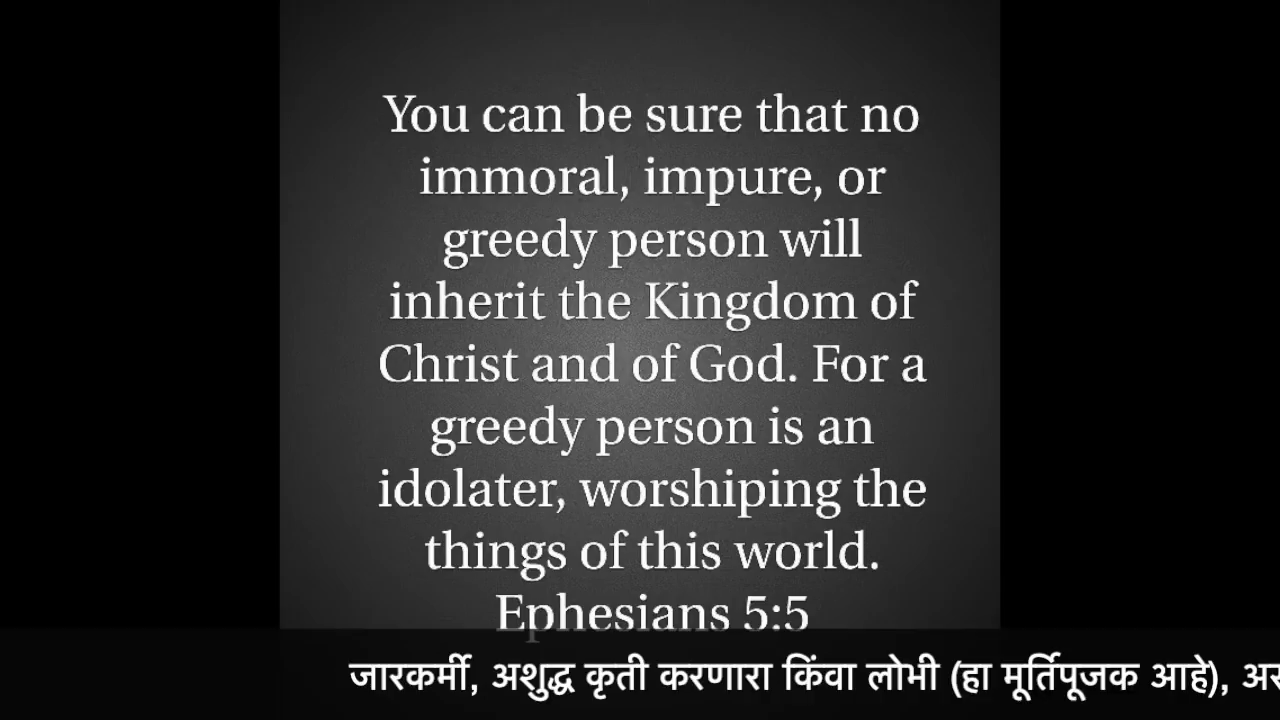 You can be sure that no
immoral, impure, or
greedy person will
inherit the Kingdom of
Christ and of God. For a
greedy person is an
idolater, worshiping the
things of this world.
Ephesians 5:5
जारकर्मी, अशुद्ध कृती करणारा किंवा लोभी (हा मूर्तिपूजक आहे),